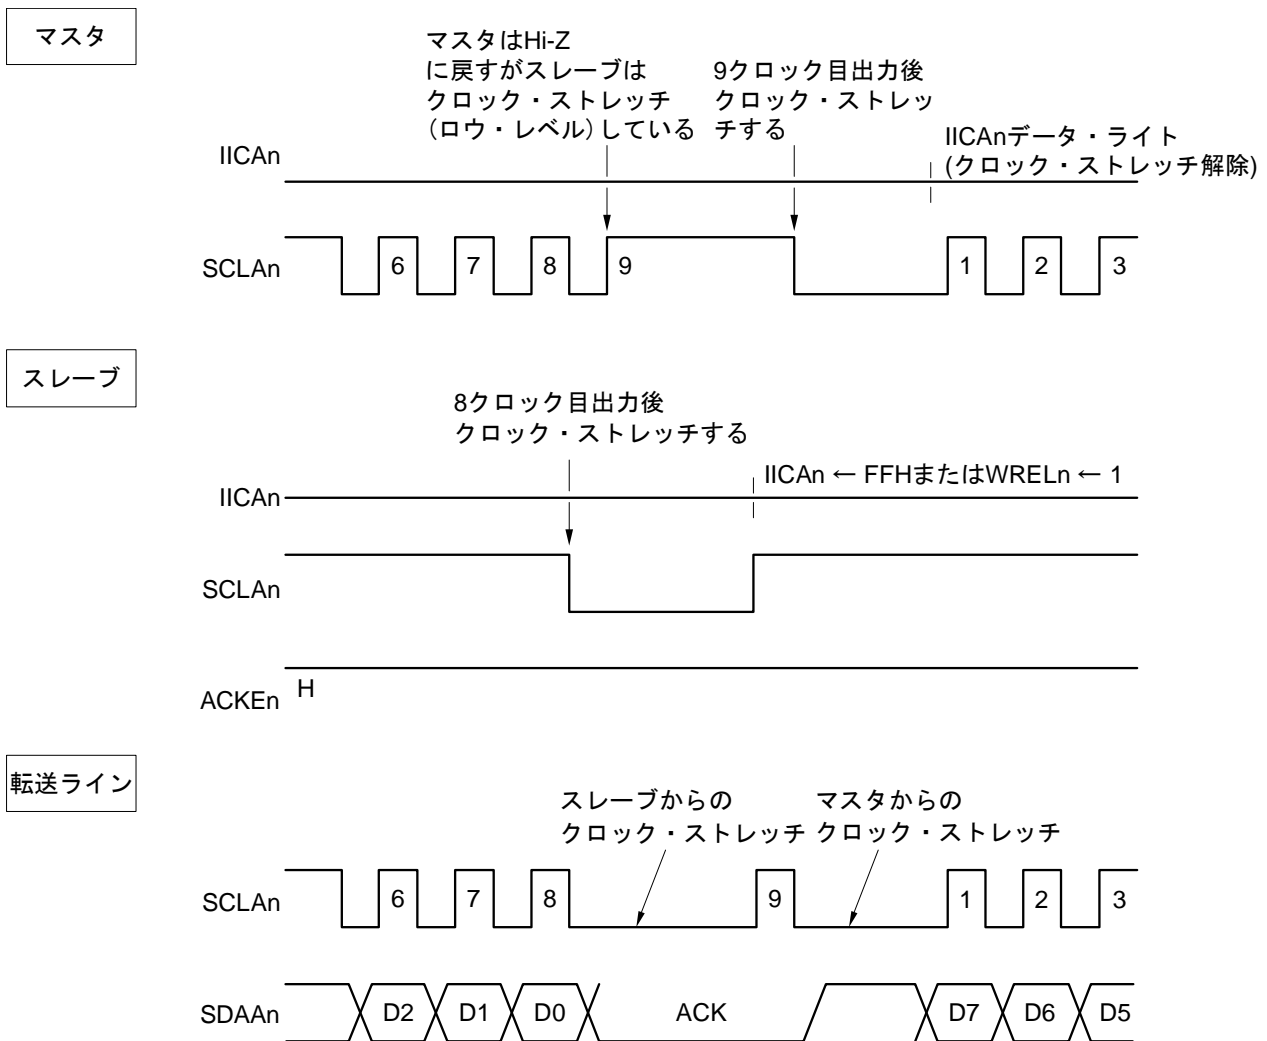 マスタ
マスタはHi-Z
に戻すがスレーブは
クロック・ストレッチ
(ロウ・レベル)している
9クロック目出力後
クロック・ストレッ
チする
IICAnデータ・ライト
(クロック・ストレッチ解除)
IICAn
SCLAn
6 7 8 9 1 2 3
スレーブ
8クロック目出力後
クロック・ストレッチする
IICAn ← FFHまたはWRELn ← 1
IICAn
SCLAn
ACKEn H
転送ライン
スレーブからの
クロック・ストレッチ
マスタからの
クロック・ストレッチ
SCLAn
6 7 8 9 1 2 3
SDAAn
D2 D1 D0 ACK D7 D6 D5